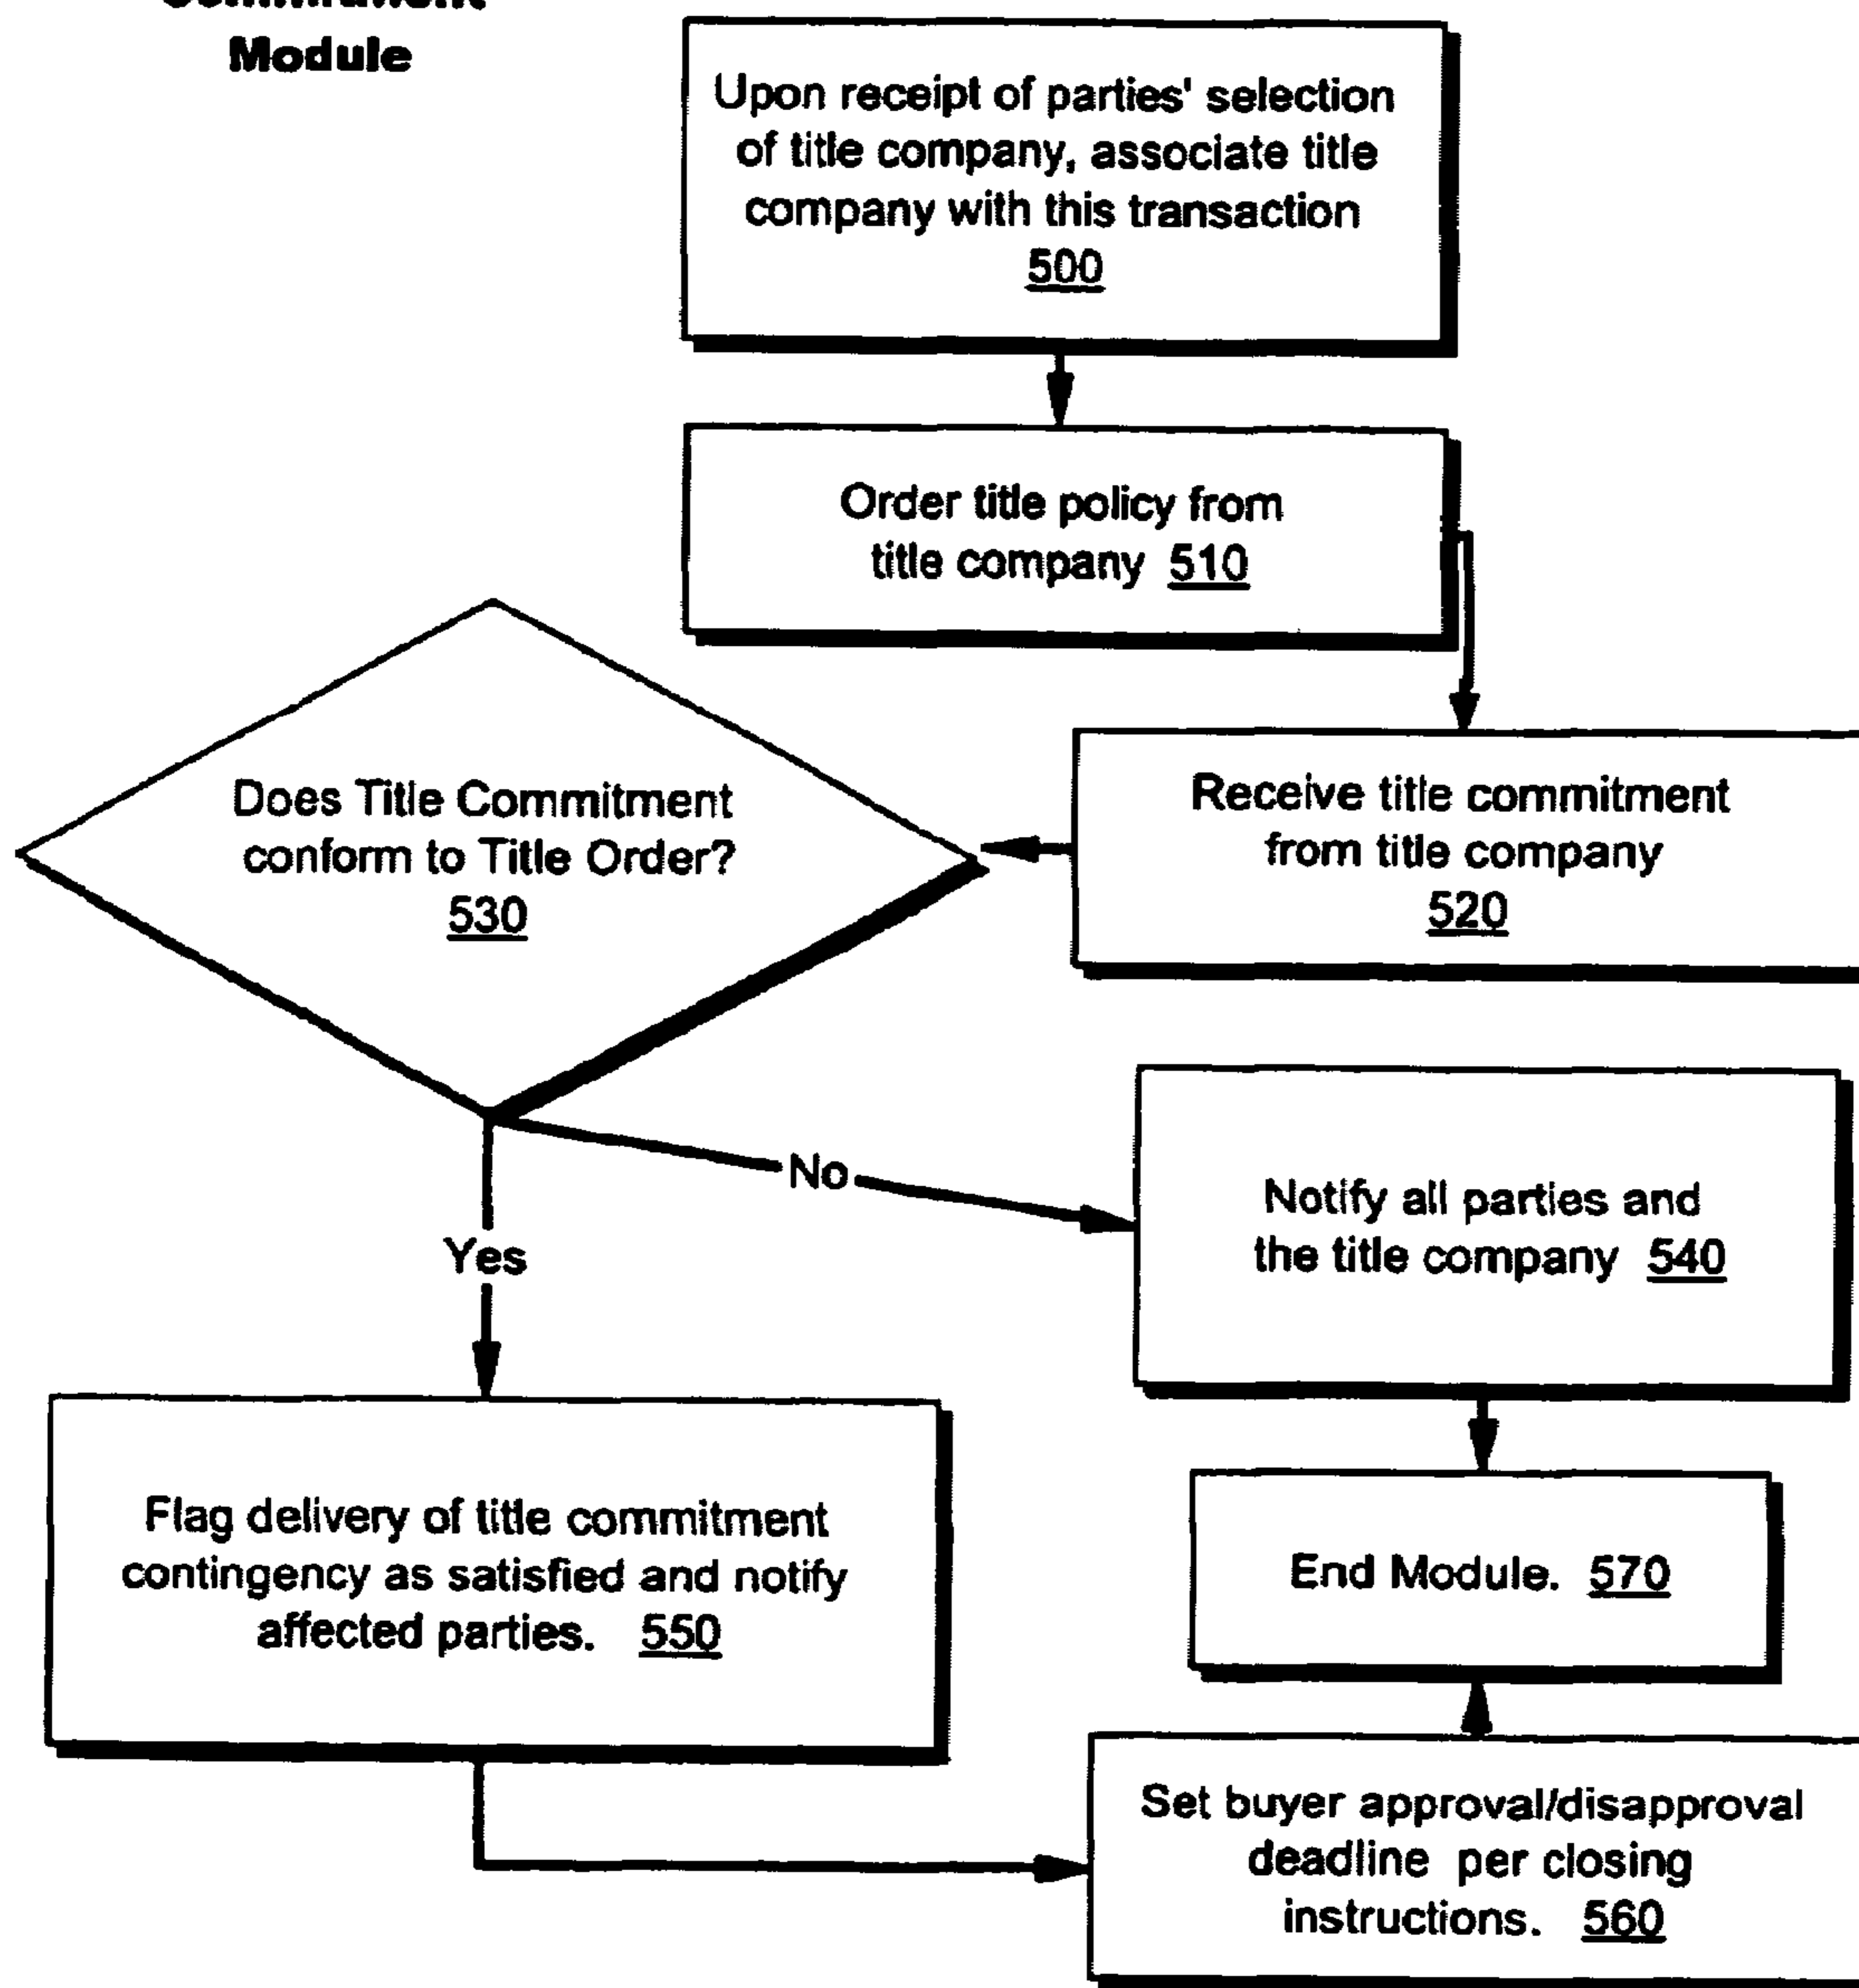 Commitment
Module
Upon receipt of parties' selection
of title company, associate title
company with this transaction
500
Order title policy from
title company 510
Does Title Commitment
conform to Title Order?
530
Receive title commitment
from title company
520
No
Notify all parties and
the title company 540
Yes
Flag delivery of title commitment
contingency as satisfied and notify
affected parties. 550
End Module. 570
Set buyer approval/disapproval
deadline per closing
instructions. 560